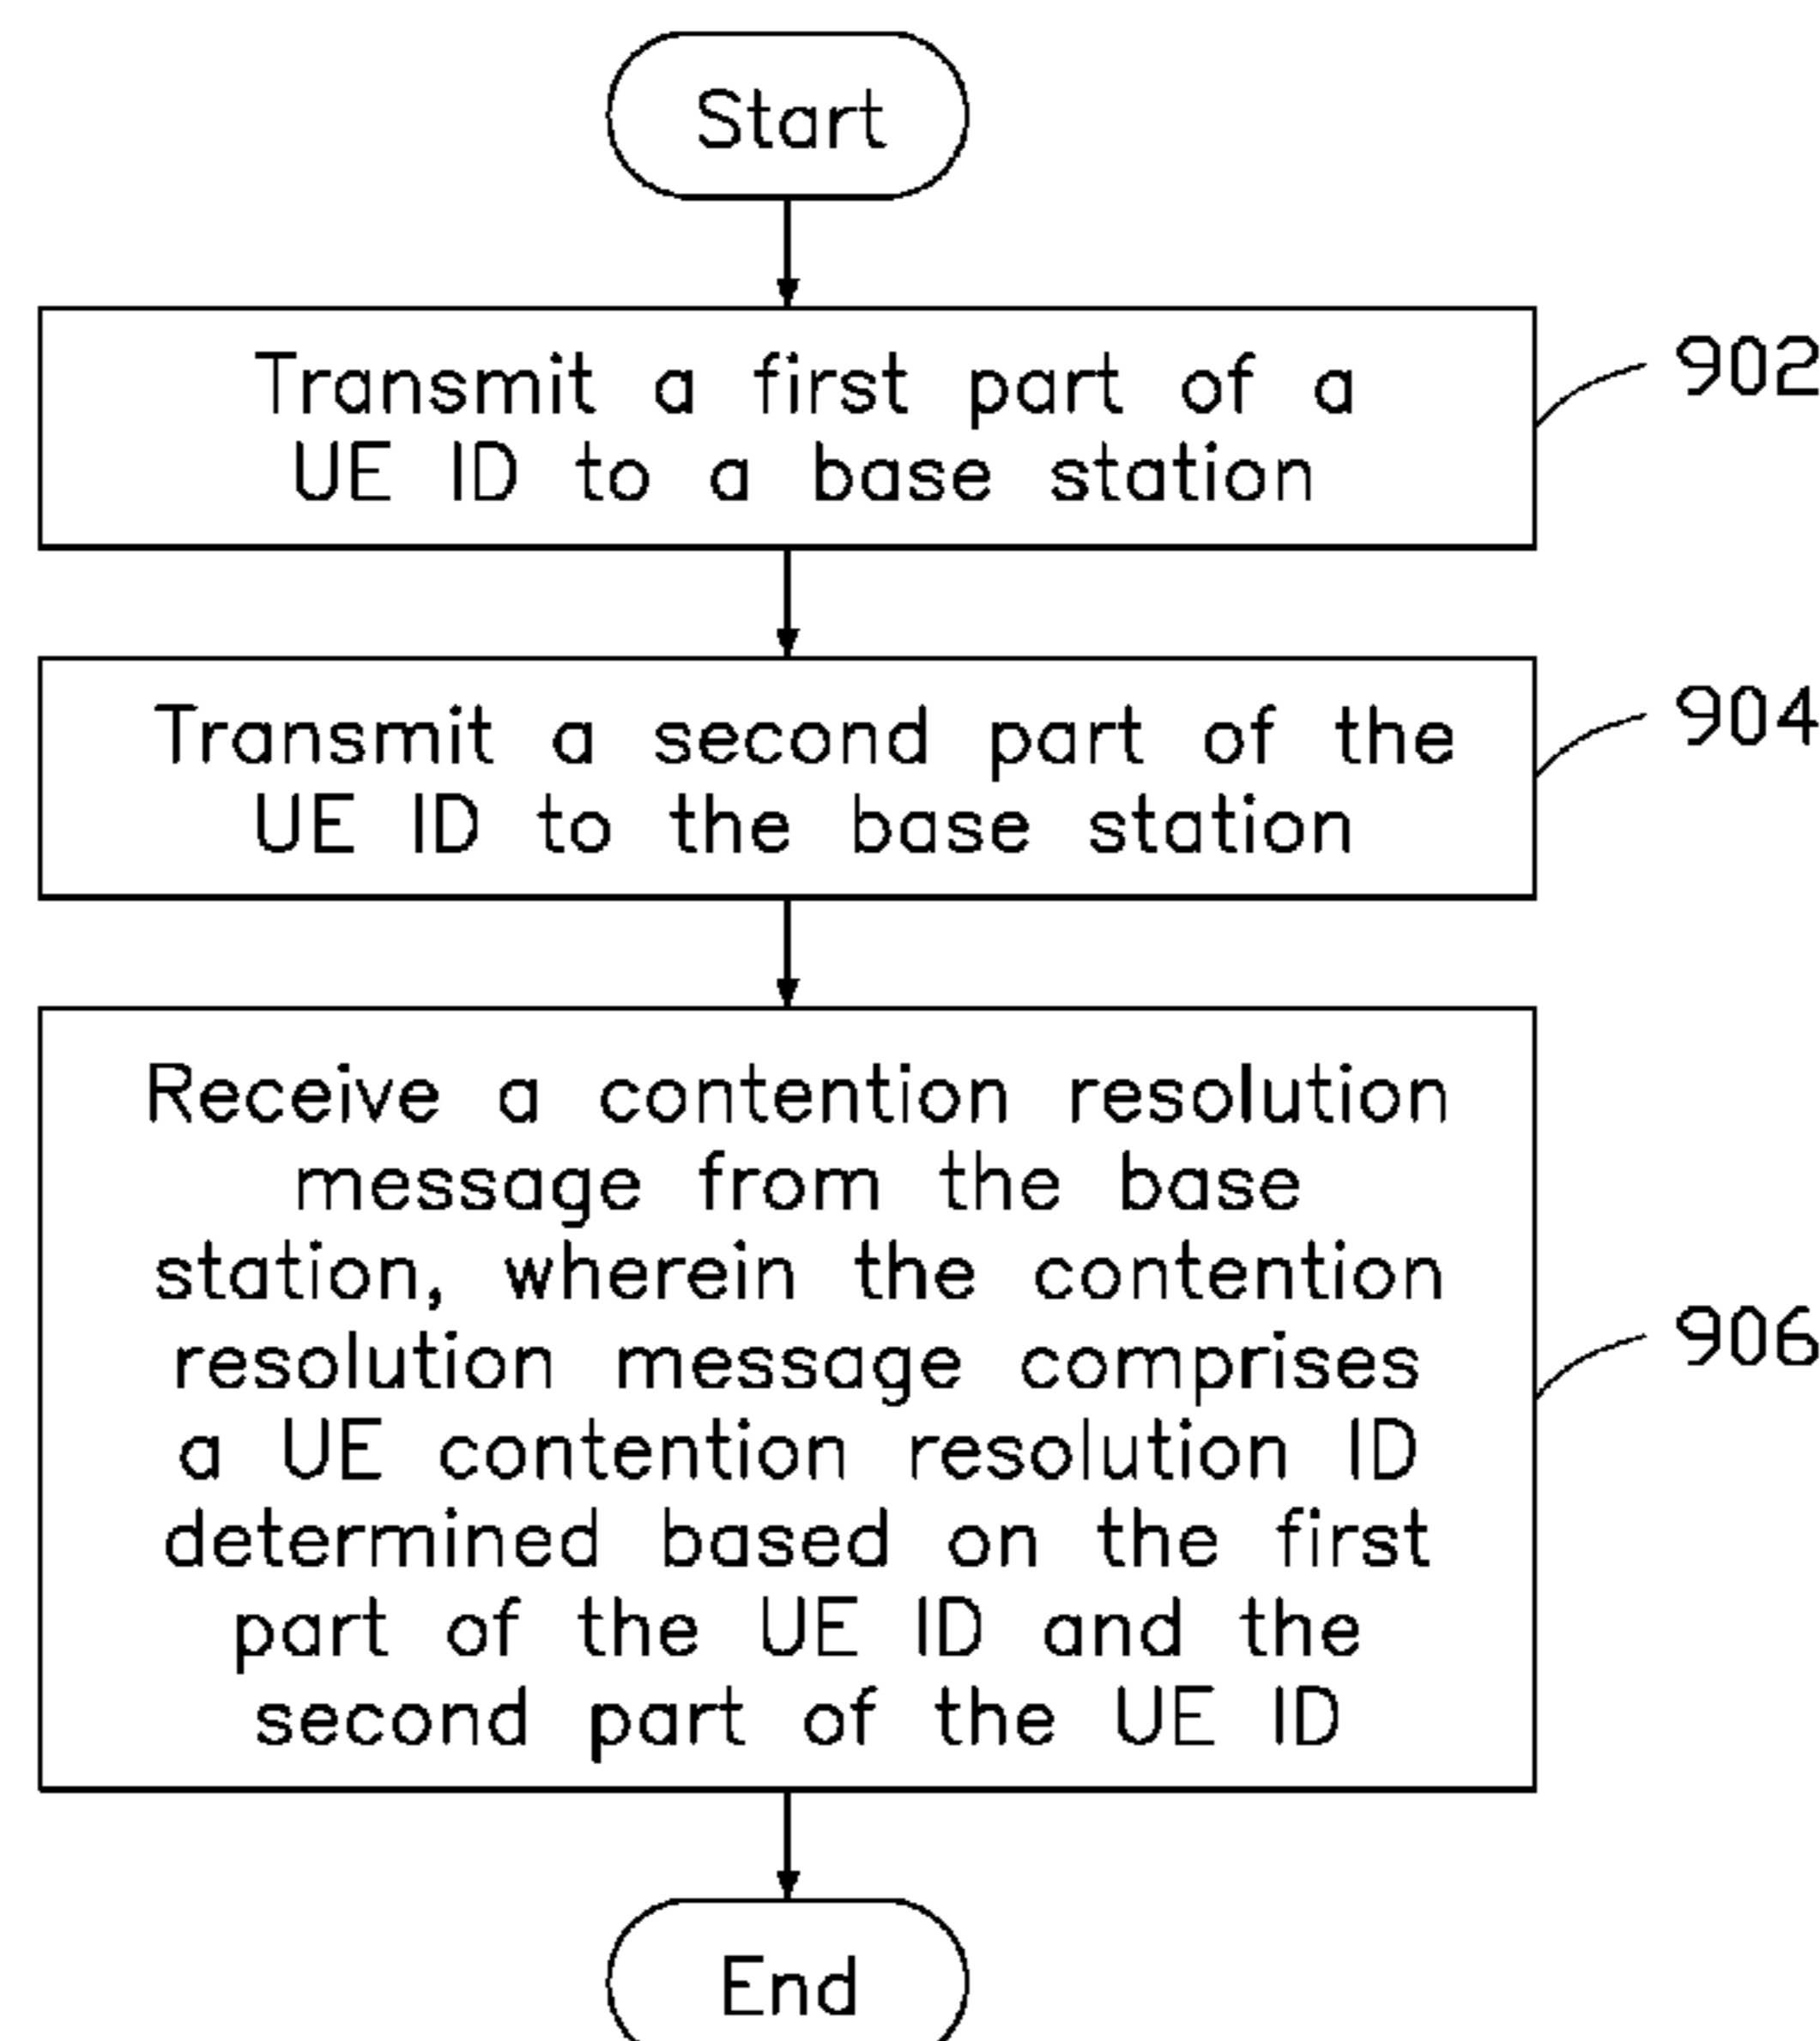 Start
Transmit a first part of a
UE ID to a base station
902
Transmit a second part of the
UE ID to the base station
904
Receive a contention resolution
message from the base
station, wherein the contention
resolution message comprises
a UE contention resolution ID
determined based on the first
part of the UE ID and the
second part of the UE ID
906
End